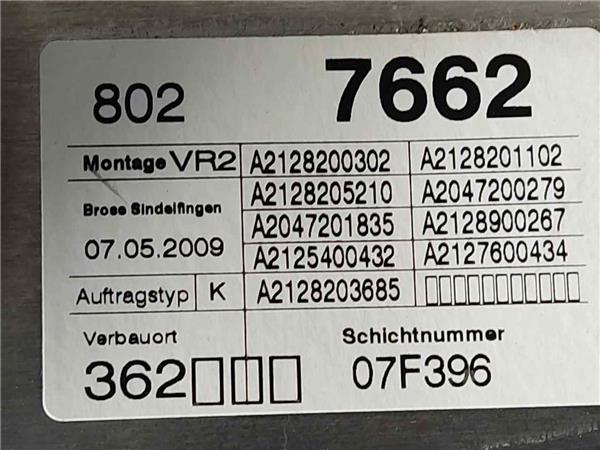 802 7662
Montage VR2 A2128200302 A2128201102
A2128205210 A2047200279
Brose Sindelfingen A2047201835 A2128900267
07.05.2009 A2125400432 A2127600434
Auftragstyp K A2128203685 □□□□□□□□□□□
Verbauort Schichtnummer
362□□□ 07F396